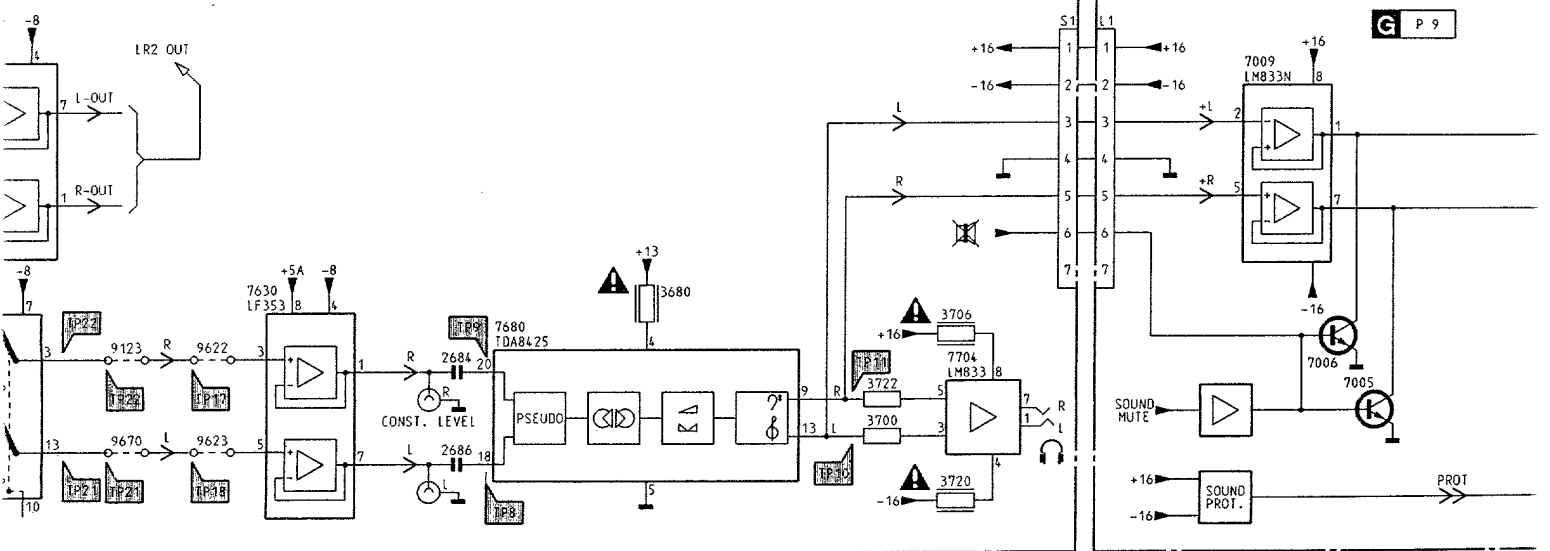 -8
4
LR2 OUT
7 L-OUT
1 R-OUT
S1 L1
+16 1 1 +16
-16 2 2 -16
L 3 3 +L
4 4
R 5 5 +R
6 6
7 7
G P 9
+16
7009
LM833N 8
2 - + 1
5 + - 7
-16
7006
7005
SOUND
MUTE
+16
-16
SOUND
PROT.
PROT
-8
7
3
TP22
9123 R 9622
TP22 TP17
13 9670 L 9623
TP21 TP21 TP18
10
+5A -8
7630
LF353 8 4
3 + - 1
5 + - 7
R 2684
R
CONST. LEVEL
L 2686
L
TP9
20
18
TP8
7680
TDA8425
+13
3680
4
PSEUDO
5
9 R
13 L
TP11
TP10
3722
3700
+16 3706
7704
LM833 8
5
3
7 R
1 L
4
-16 3720